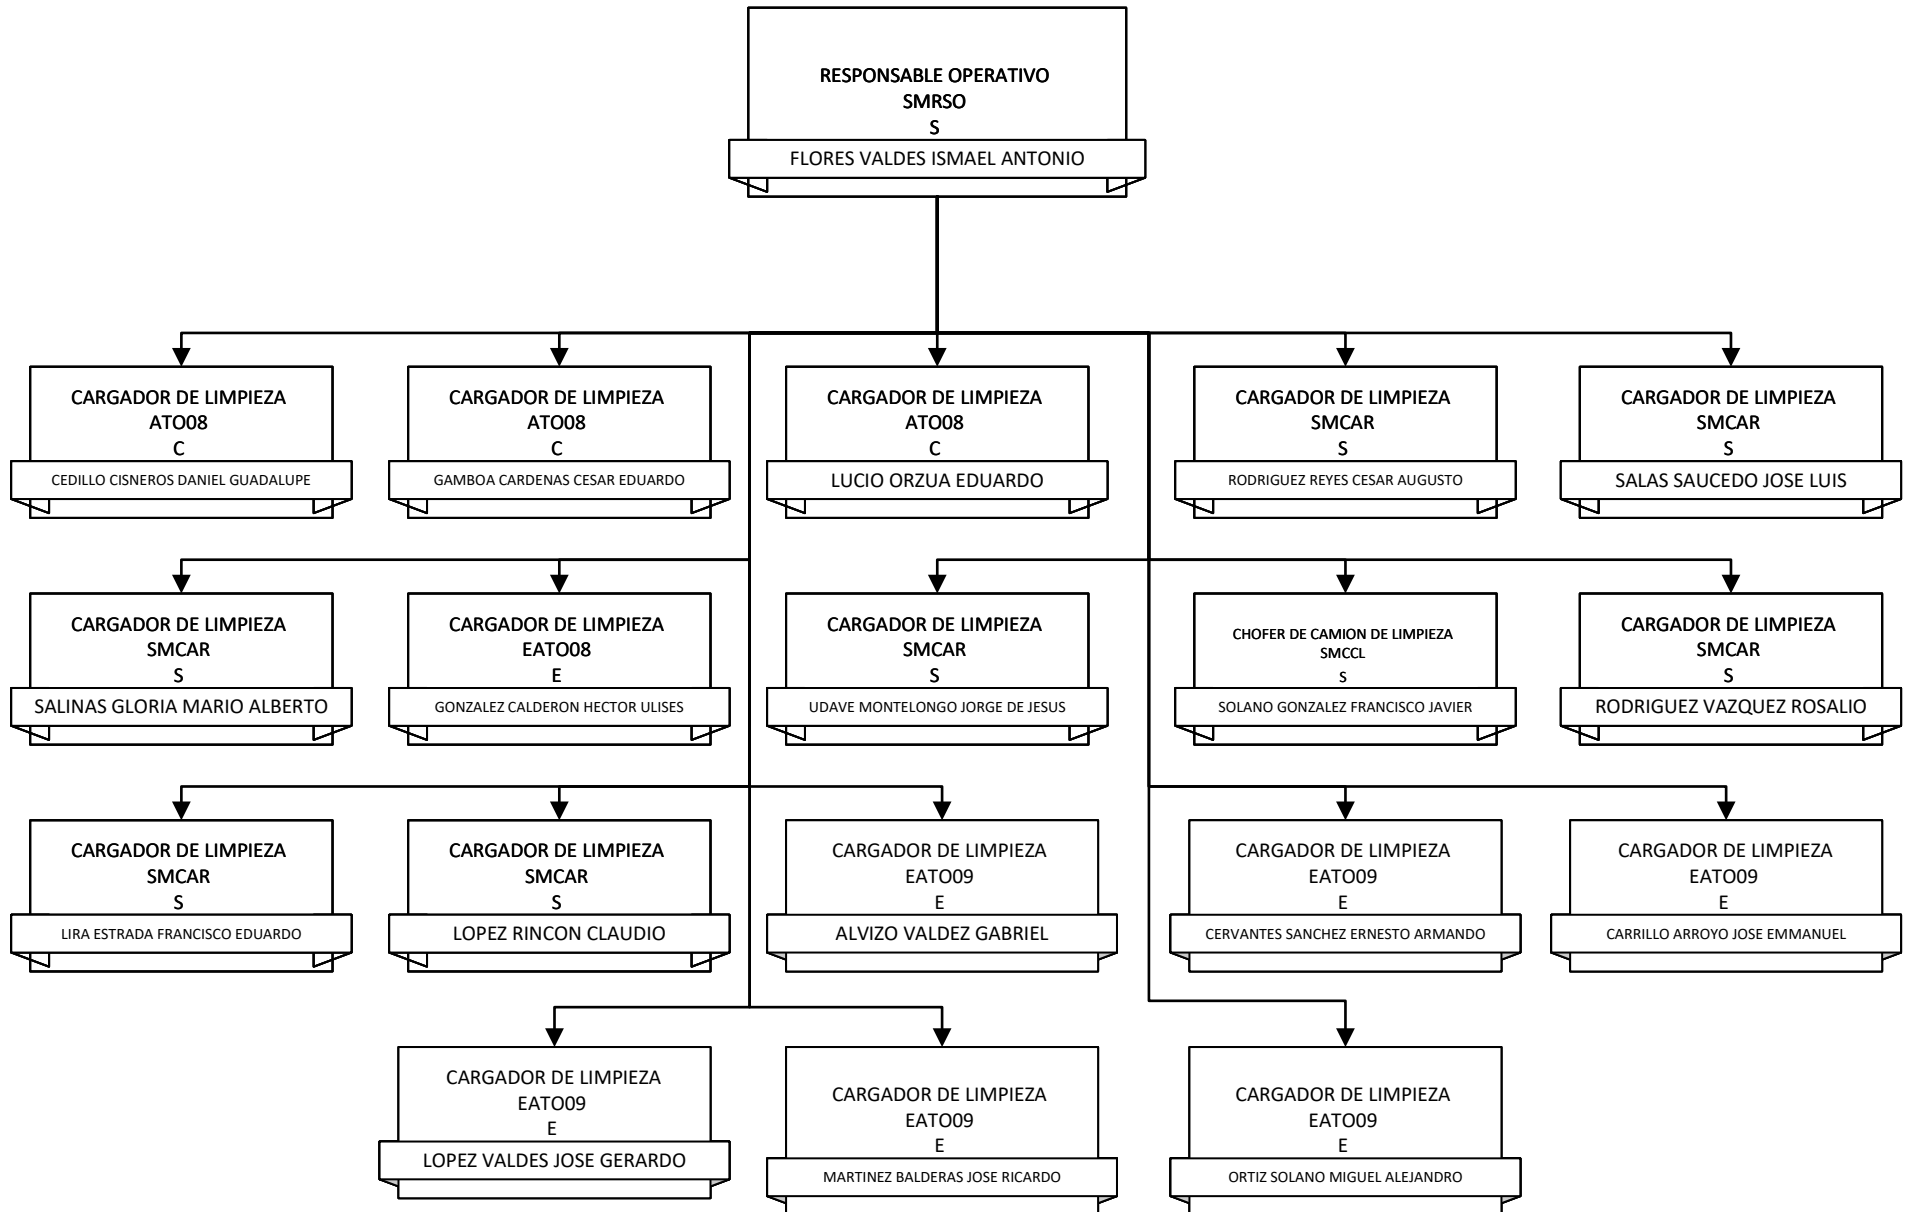 RESPONSABLE OPERATIVO
SMRSO
S
FLORES VALDES ISMAEL ANTONIO
CARGADOR DE LIMPIEZA
ATO08
C
CEDILLO CISNEROS DANIEL GUADALUPE
CARGADOR DE LIMPIEZA
ATO08
C
GAMBOA CARDENAS CESAR EDUARDO
CARGADOR DE LIMPIEZA
ATO08
C
LUCIO ORZUA EDUARDO
CARGADOR DE LIMPIEZA
SMCAR
S
RODRIGUEZ REYES CESAR AUGUSTO
CARGADOR DE LIMPIEZA
SMCAR
S
SALAS SAUCEDO JOSE LUIS
CARGADOR DE LIMPIEZA
SMCAR
S
SALINAS GLORIA MARIO ALBERTO
CARGADOR DE LIMPIEZA
EATO08
E
GONZALEZ CALDERON HECTOR ULISES
CARGADOR DE LIMPIEZA
SMCAR
S
UDAVE MONTELONGO JORGE DE JESUS
CHOFER DE CAMION DE LIMPIEZA
SMCCL
S
SOLANO GONZALEZ FRANCISCO JAVIER
CARGADOR DE LIMPIEZA
SMCAR
S
RODRIGUEZ VAZQUEZ ROSALIO
CARGADOR DE LIMPIEZA
SMCAR
S
LIRA ESTRADA FRANCISCO EDUARDO
CARGADOR DE LIMPIEZA
SMCAR
S
LOPEZ RINCON CLAUDIO
CARGADOR DE LIMPIEZA
EATO09
E
ALVIZO VALDEZ GABRIEL
CARGADOR DE LIMPIEZA
EATO09
E
CERVANTES SANCHEZ ERNESTO ARMANDO
CARGADOR DE LIMPIEZA
EATO09
E
CARRILLO ARROYO JOSE EMMANUEL
CARGADOR DE LIMPIEZA
EATO09
E
LOPEZ VALDES JOSE GERARDO
CARGADOR DE LIMPIEZA
EATO09
E
MARTINEZ BALDERAS JOSE RICARDO
CARGADOR DE LIMPIEZA
EATO09
E
ORTIZ SOLANO MIGUEL ALEJANDRO